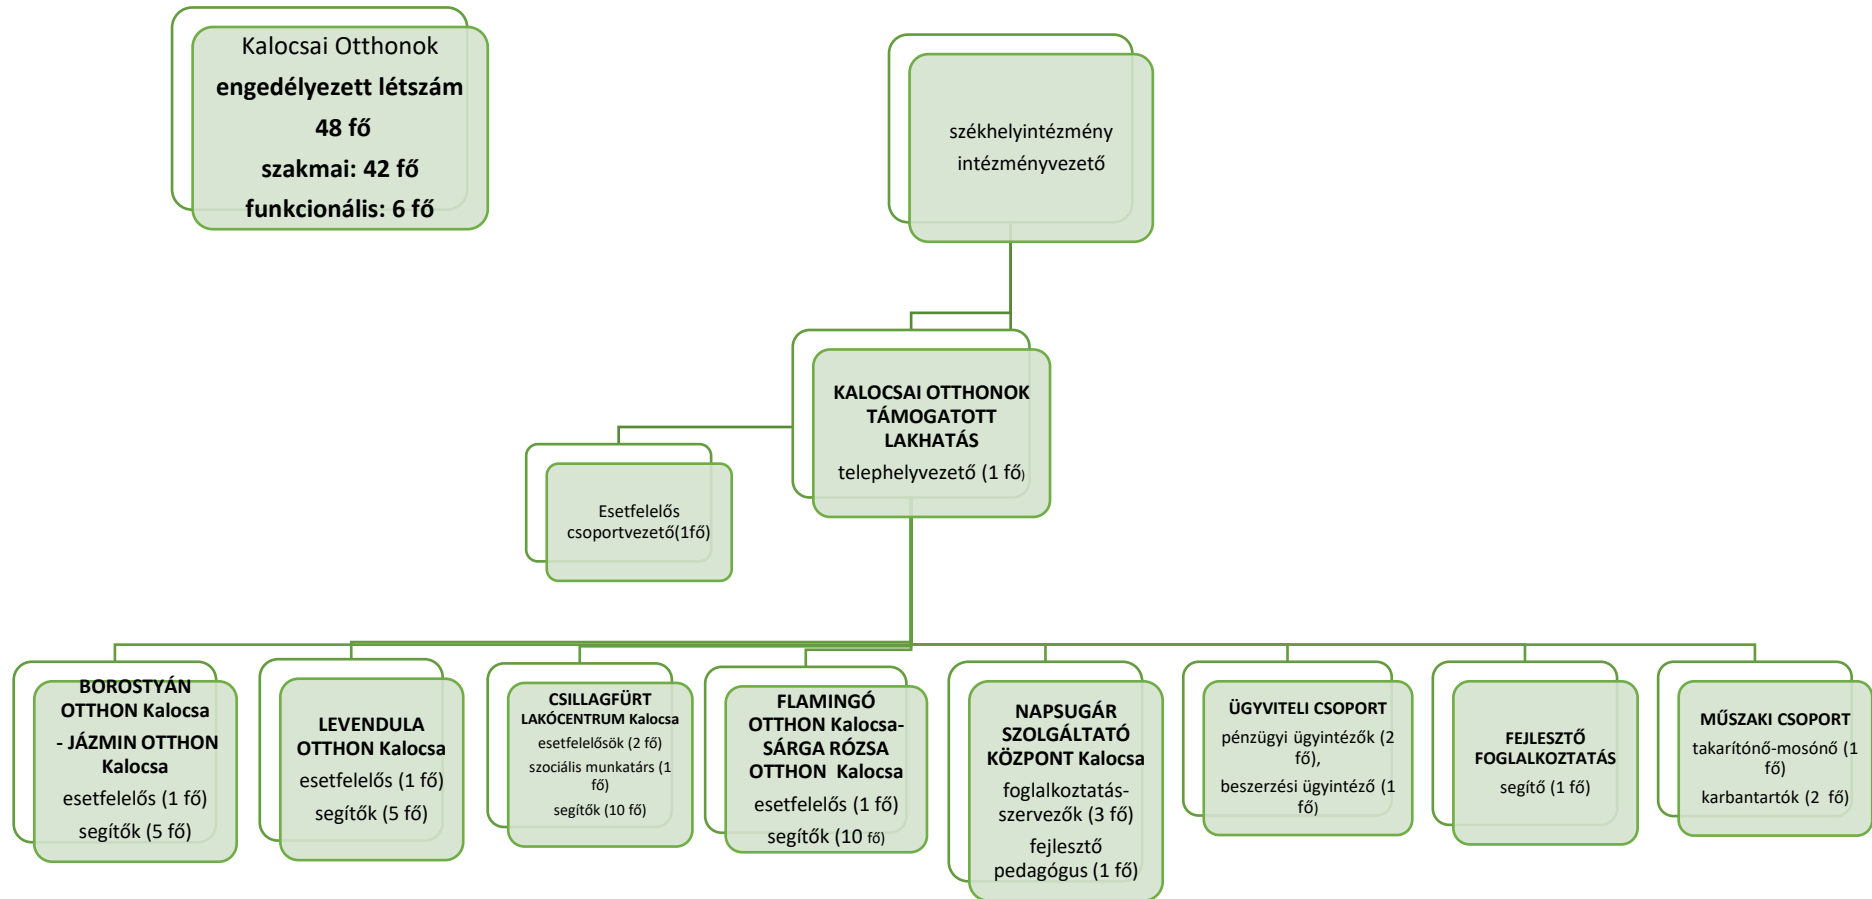 Kalocsai Otthonok
engedélyezett létszám
48 fő
szakmai: 42 fő
funkcionális: 6 fő
székhelyintézmény
intézményvezető
KALOCSAI OTTHONOK
TÁMOGATOTT
LAKHATÁS
telephelyvezető (1 fő)
Esetfelelős
csoportvezető(1fő)
BOROSTYÁN
OTTHON Kalocsa
- JÁZMIN OTTHON
Kalocsa
esetfelelős (1 fő)
segítők (5 fő)
LEVENDULA
OTTHON Kalocsa
esetfelelős (1 fő)
segítők (5 fő)
CSILLAGFÜRT
LAKÓCENTRUM Kalocsa
esetfelelősök (2 fő)
szociális munkatárs (1
fő)
segítők (10 fő)
FLAMINGÓ
OTTHON Kalocsa-
SÁRGA RÓZSA
OTTHON Kalocsa
esetfelelős (1 fő)
segítők (10 fő)
NAPSUGÁR
SZOLGÁLTATÓ
KÖZPONT Kalocsa
foglalkoztatás-
szervezők (3 fő)
fejlesztő
pedagógus (1 fő)
ÜGYVITELI CSOPORT
pénzügyi ügyintézők (2
fő),
beszerzési ügyintéző (1
fő)
FEJLESZTŐ
FOGLALKOZTATÁS
segítő (1 fő)
MŰSZAKI CSOPORT
takarítónő-mosónő (1
fő)
karbantartók (2 fő)